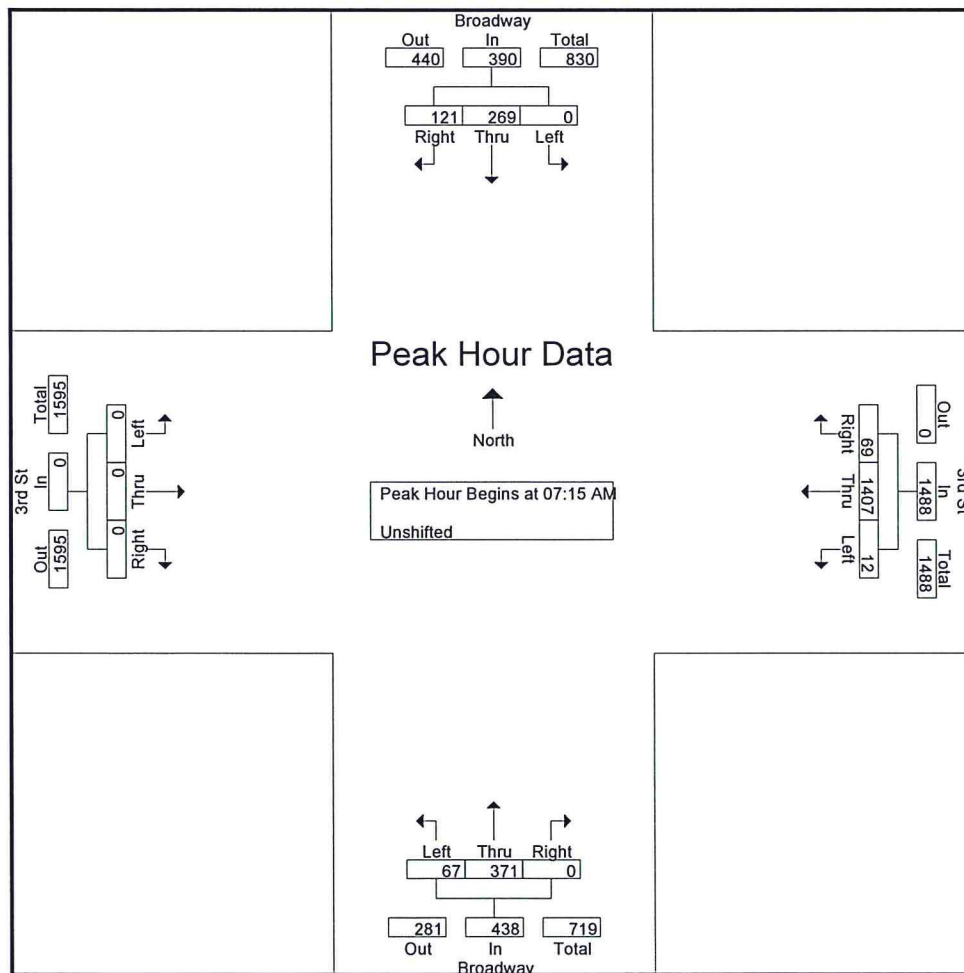 Broadway
Out In Total
440 390 830
121 269 0
Right Thru Left
Peak Hour Data
North
Peak Hour Begins at 07:15 AM
Unshifted
3rd St
Out In Total
1595 0 1595
0 0 0
Right Thru Left
3rd St
Out In Total
0 1488 1488
69 1407 12
Right Thru Left
Left Thru Right
67 371 0
281 438 719
Out In Total
Broadway